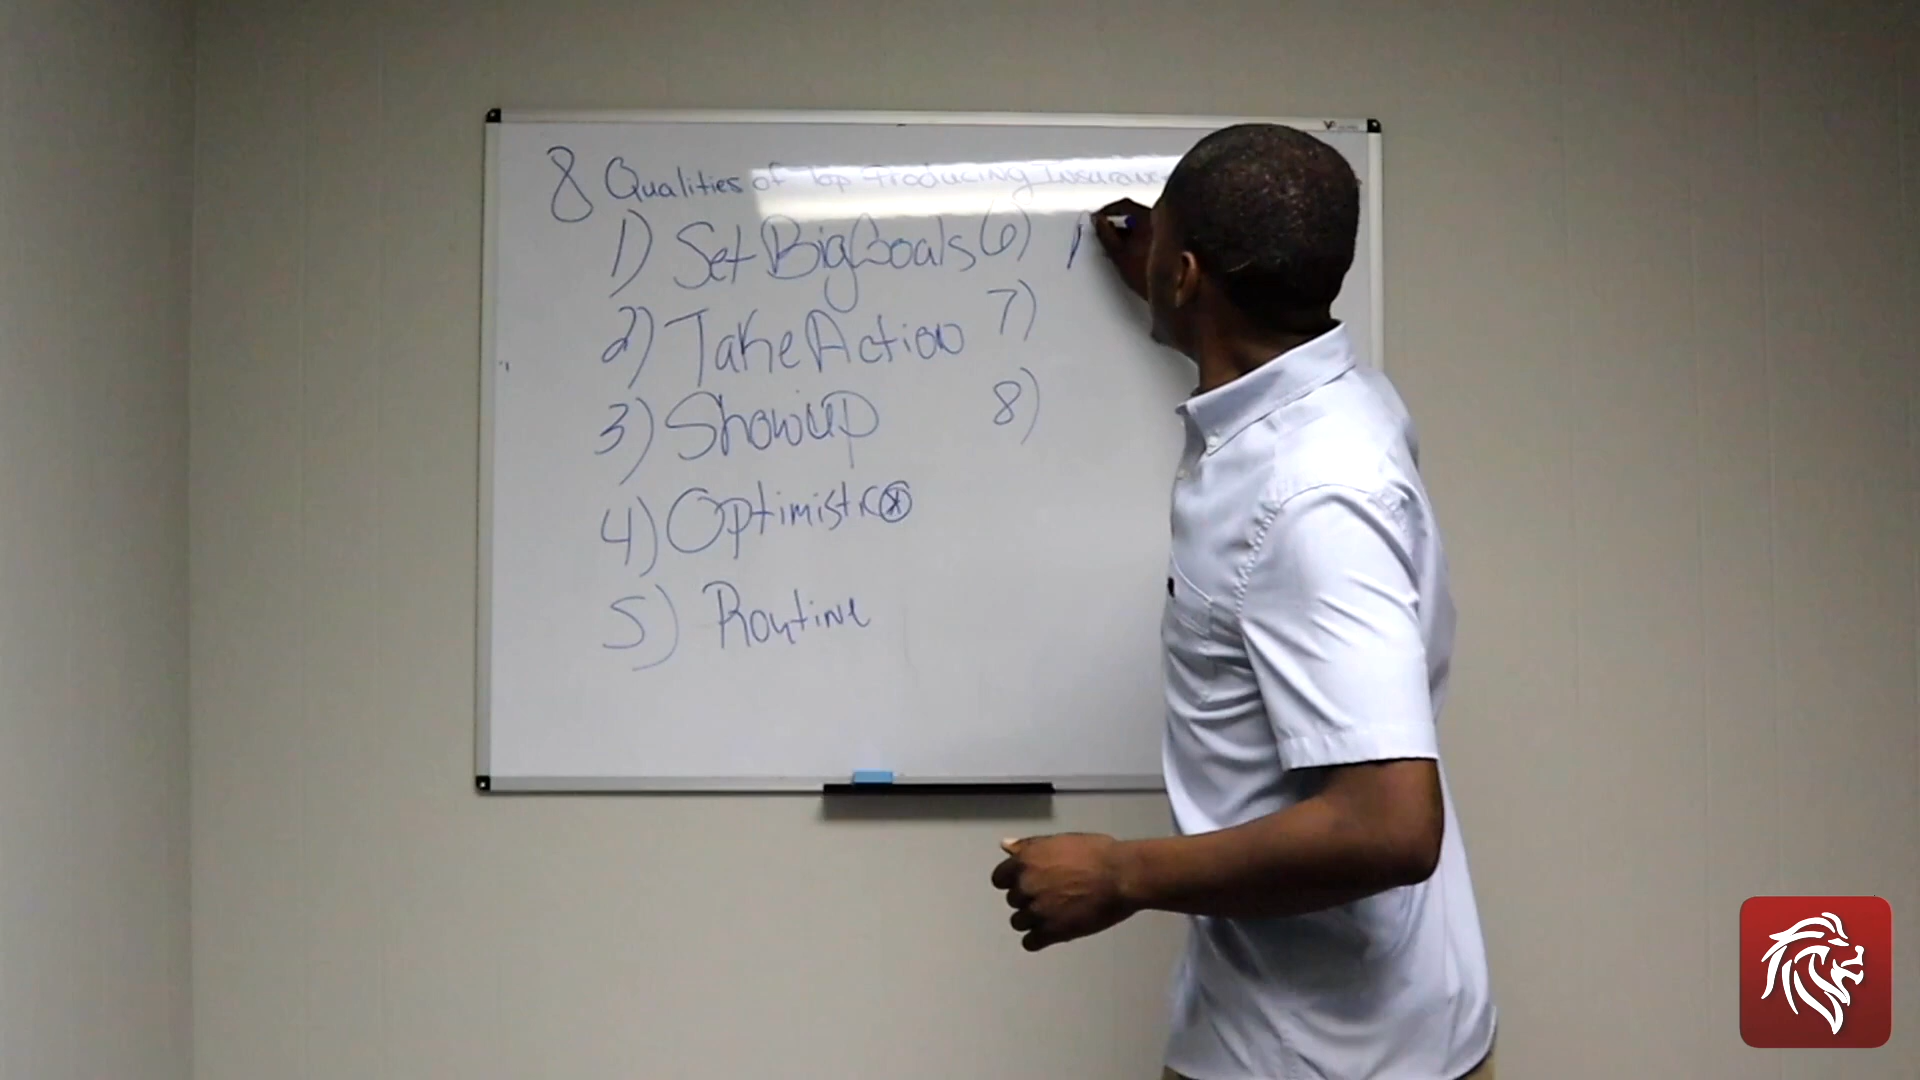 8 Qualities of Top Producing Insuranc
1) Set Big Goals
2) Take Action
3) Show up
4) Optimistic
5) Routine
6)
7)
8)